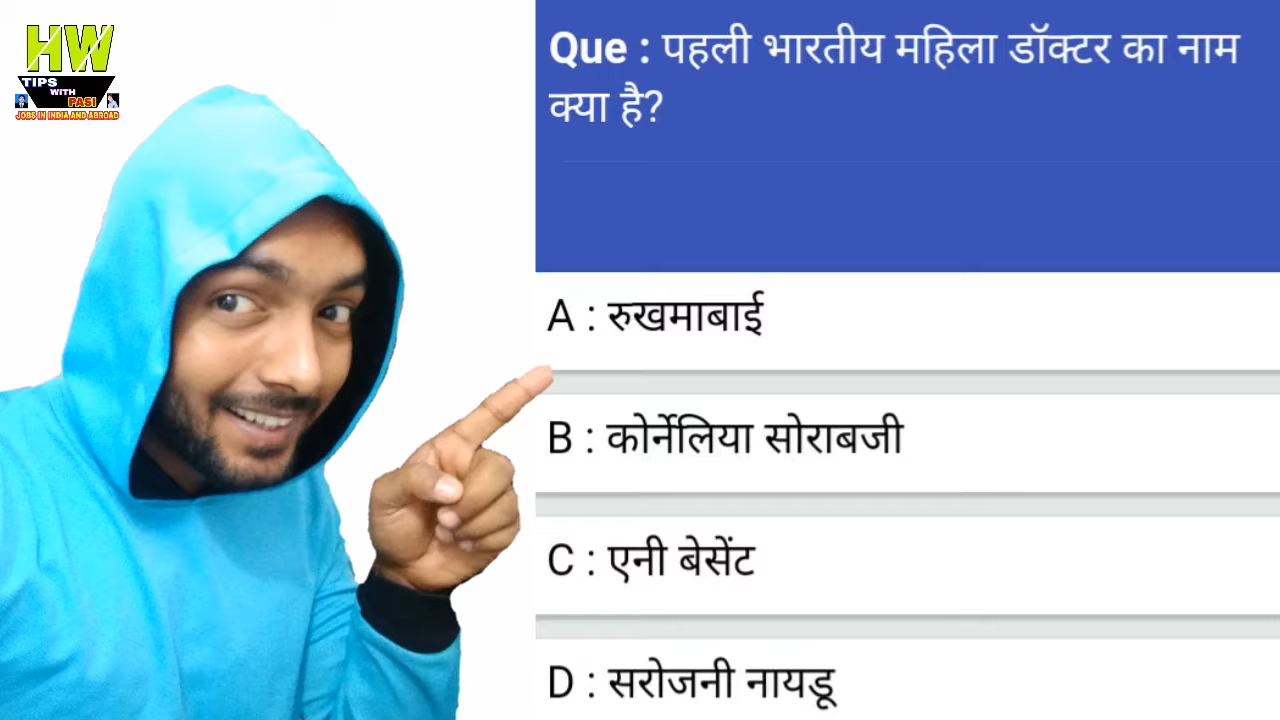 HW
TIPS
WITH
PASI
JOBS IN INDIA AND ABROAD
Que : पहली भारतीय महिला डॉक्टर का नाम
क्या है?
A : रुखमाबाई
B : कोर्नेलिया सोराबजी
C : एनी बेसेंट
D : सरोजनी नायडू